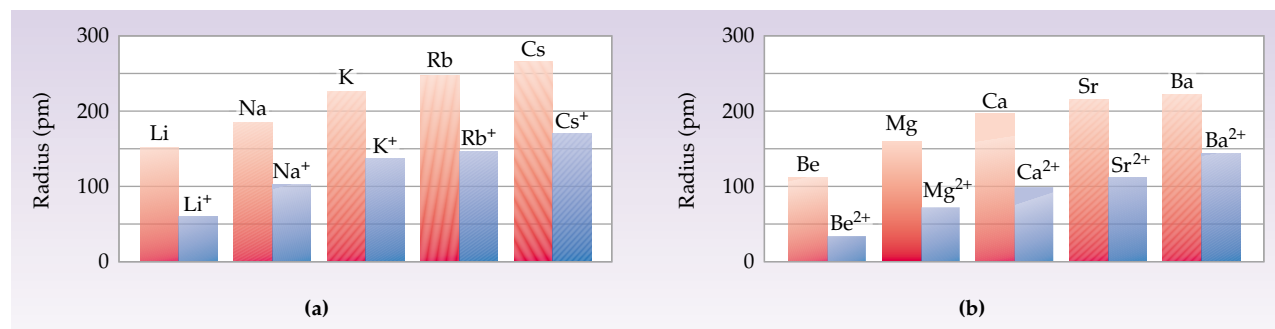 300
200
100
0
Radius (pm)
Li
Li⁺
Na
Na⁺
K
K⁺
Rb
Rb⁺
Cs
Cs⁺
(a)
300
200
100
0
Radius (pm)
Be
Be²⁺
Mg
Mg²⁺
Ca
Ca²⁺
Sr
Sr²⁺
Ba
Ba²⁺
(b)